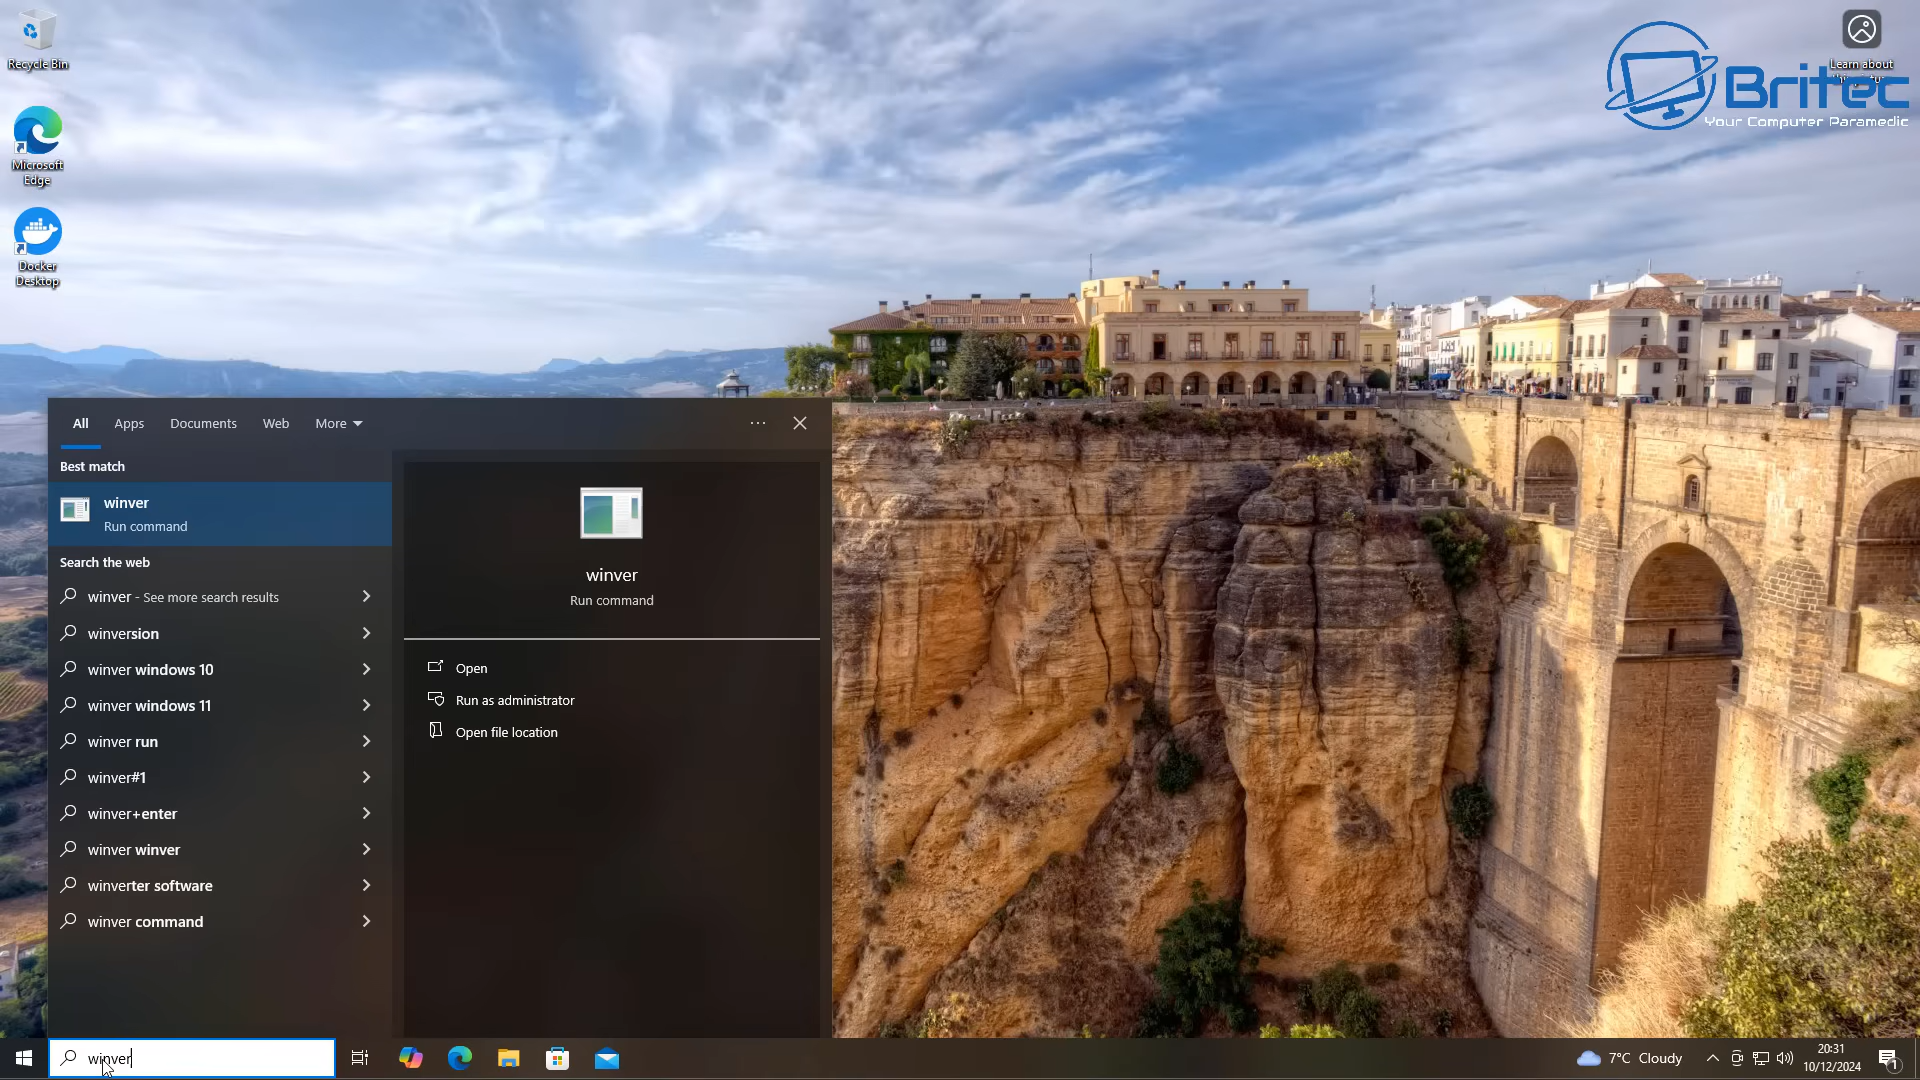 Recycle Bin
Microsoft
Edge
Docker
Desktop
Learn about
Britec
Your Computer Paramedic
All
Apps
Documents
Web
More
Best match
winver
Run command
Search the web
winver - See more search results
winversion
winver windows 10
winver windows 11
winver run
winver#1
winver+enter
winver winver
winverter software
winver command
winver
Run command
Open
Run as administrator
Open file location
winver
7°C Cloudy
20:31
10/12/2024
1